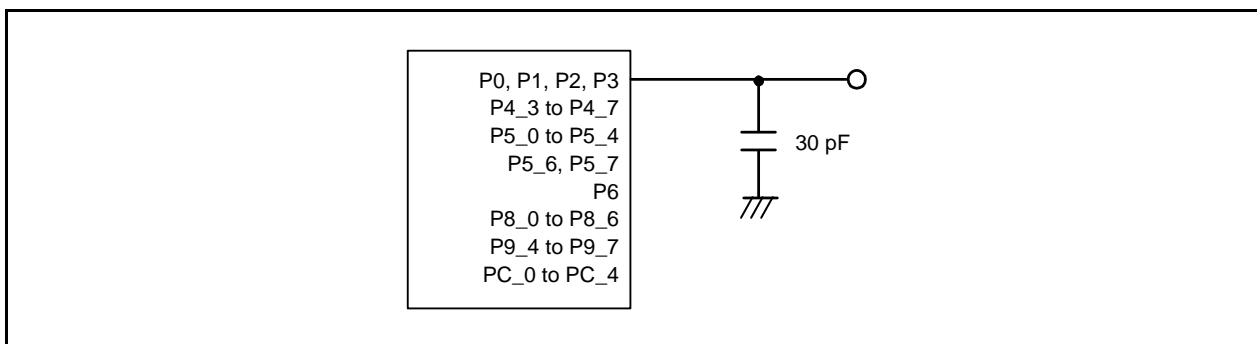 P0, P1, P2, P3
P4_3 to P4_7
P5_0 to P5_4
P5_6, P5_7
P6
P8_0 to P8_6
P9_4 to P9_7
PC_0 to PC_4
30 pF